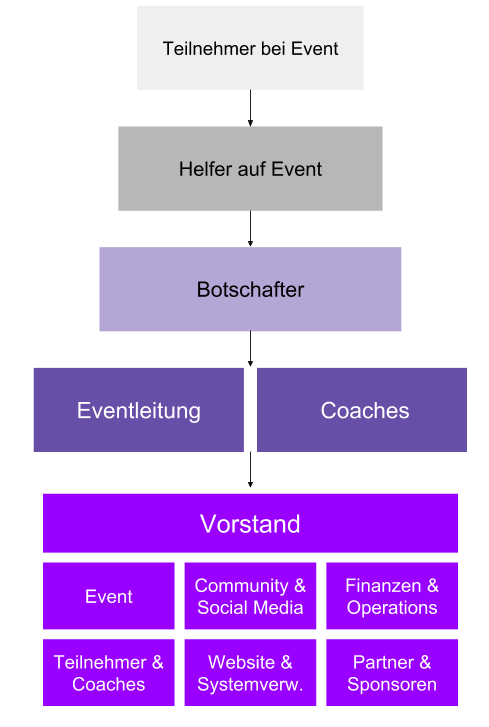 Teilnehmer bei Event
Helfer auf Event
Botschafter
Eventleitung
Coaches
Vorstand
Event
Community &
Social Media
Finanzen &
Operations
Teilnehmer &
Coaches
Website &
Systemverw.
Partner &
Sponsoren